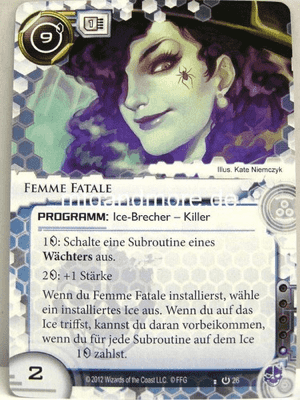 9
1
Illus. Kate Niemczyk
FEMME FATALE
PROGRAMM: Ice-Brecher – Killer
1: Schalte eine Subroutine eines
Wächters aus.
2: +1 Stärke
Wenn du Femme Fatale installierst, wähle
ein installiertes Ice aus. Wenn du auf das
Ice triffst, kannst du daran vorbeikommen,
wenn du für jede Subroutine auf dem Ice
1 zahlst.
2
© 2012 Wizards of the Coast LLC. © FFG
26